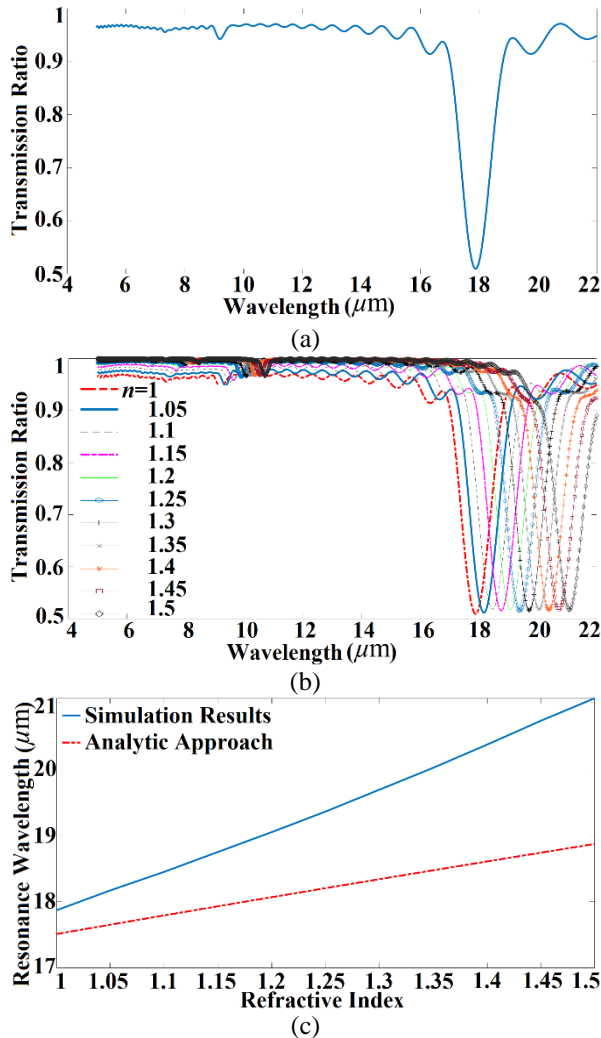 1
0.9
0.8
0.7
0.6
0.5
Transmission Ratio
4 6 8 10 12 14 16 18 20 22
Wavelength (μm)
(a)
1
0.9
0.8
0.7
0.6
0.5
Transmission Ratio
n=1
1.05
1.1
1.15
1.2
1.25
1.3
1.35
1.4
1.45
1.5
4 6 8 10 12 14 16 18 20 22
Wavelength (μm)
(b)
21
20
19
18
17
Resonance Wavelength (μm)
Simulation Results
Analytic Approach
1 1.05 1.1 1.15 1.2 1.25 1.3 1.35 1.4 1.45 1.5
Refractive Index
(c)